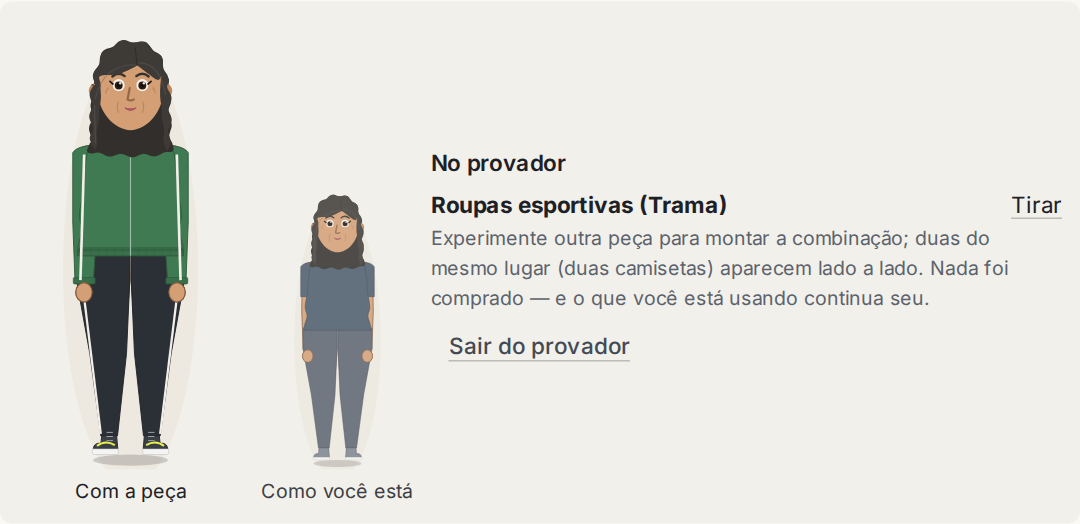 No provador
Roupas esportivas (Trama)
Tirar
Experimente outra peça para montar a combinação; duas do
mesmo lugar (duas camisetas) aparecem lado a lado. Nada foi
comprado — e o que você está usando continua seu.
Sair do provador
Com a peça
Como você está